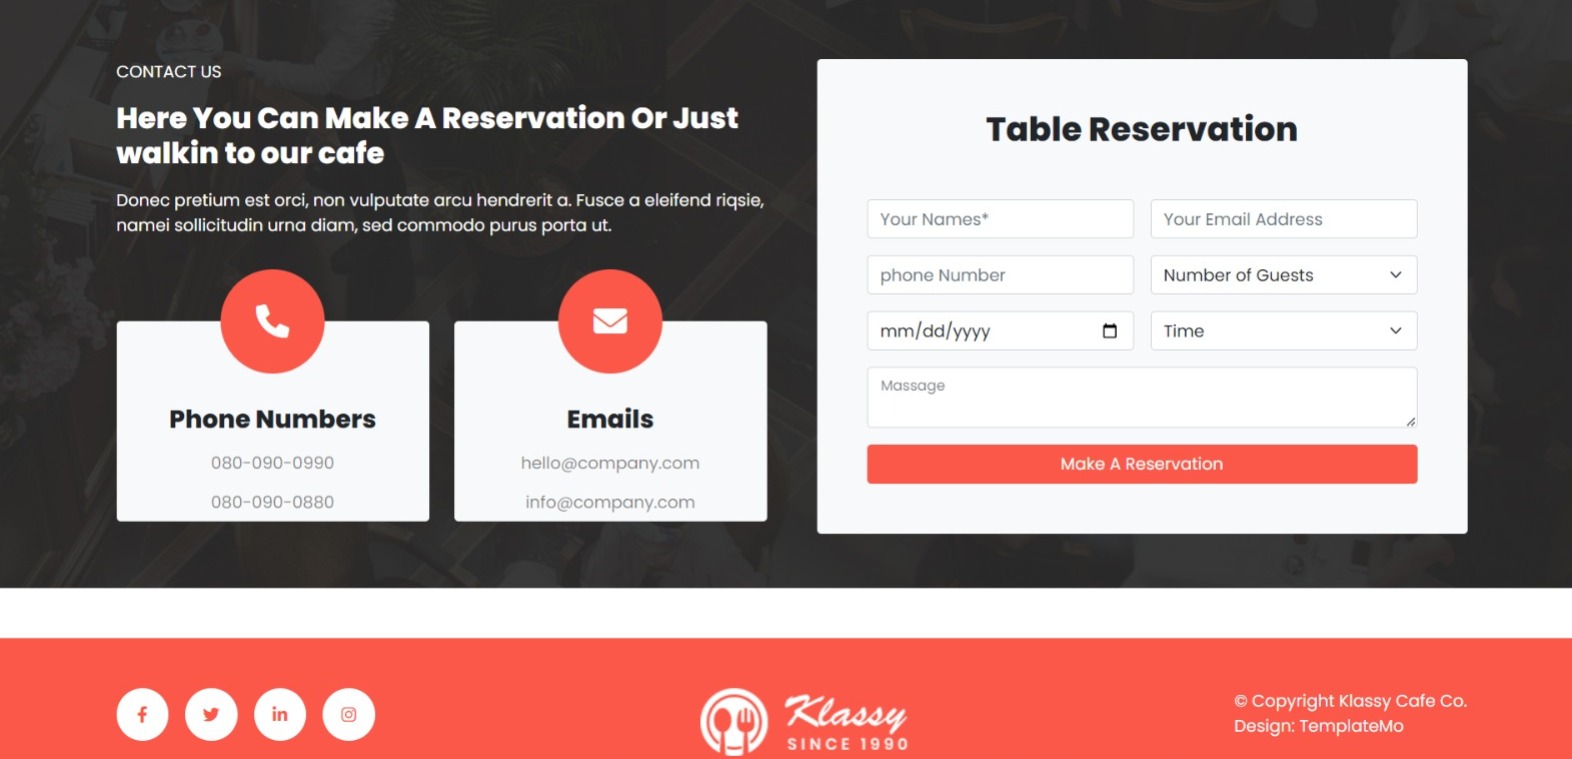 CONTACT US
Here You Can Make A Reservation Or Just
walkin to our cafe
Donec pretium est orci, non vulputate arcu hendrerit a. Fusce a eleifend riqsie,
namei sollicitudin urna diam, sed commodo purus porta ut.
Phone Numbers
080-090-0990
080-090-0880
Emails
hello@company.com
info@company.com
Table Reservation
Your Names*
Your Email Address
phone Number
Number of Guests
mm/dd/yyyy
Time
Massage
Make A Reservation
Klassy
SINCE 1990
© Copyright Klassy Cafe Co.
Design: TemplateMo